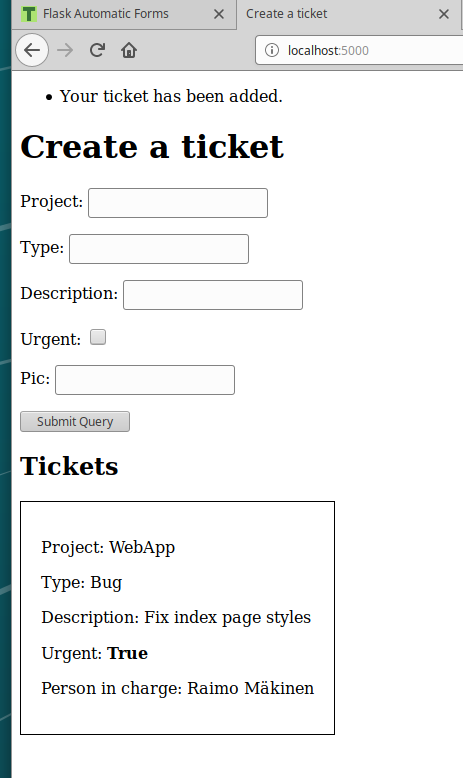 Flask Automatic Forms
Create a ticket
localhost:5000
Your ticket has been added.
Create a ticket
Project:
Type:
Description:
Urgent:
Pic:
Submit Query
Tickets
Project: WebApp
Type: Bug
Description: Fix index page styles
Urgent: True
Person in charge: Raimo Mäkinen